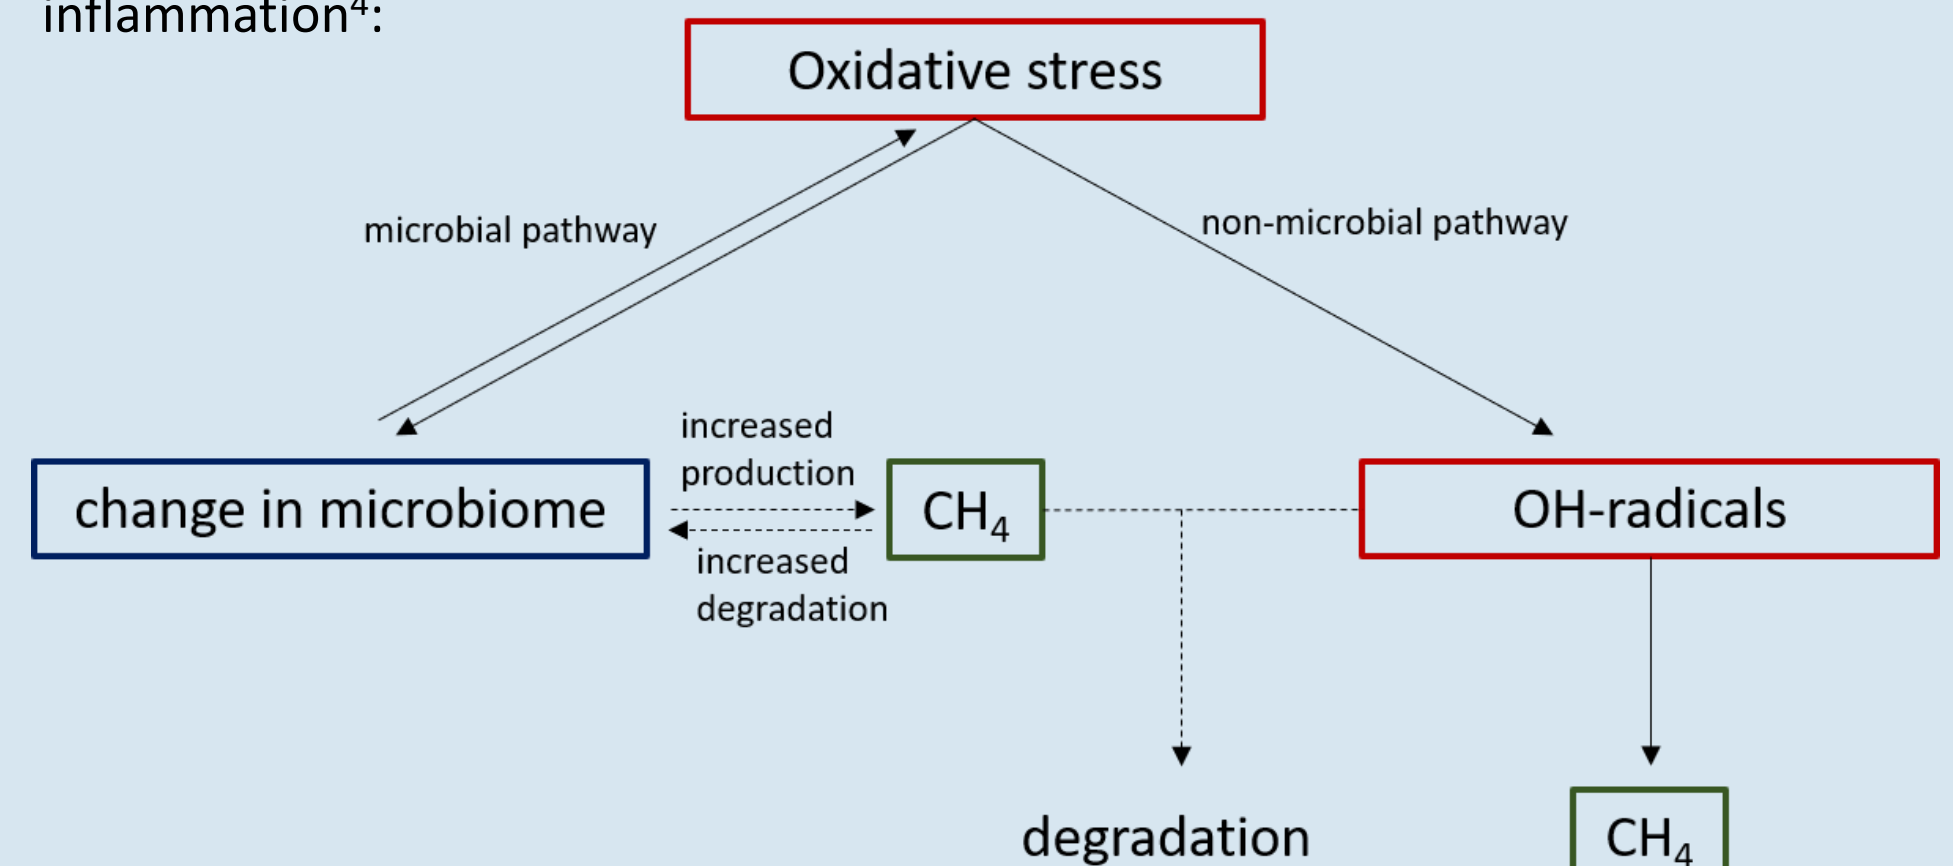 inflammation⁴:
Oxidative stress
microbial pathway
non-microbial pathway
increased
production
change in microbiome
CH₄
OH-radicals
increased
degradation
degradation
CH₄